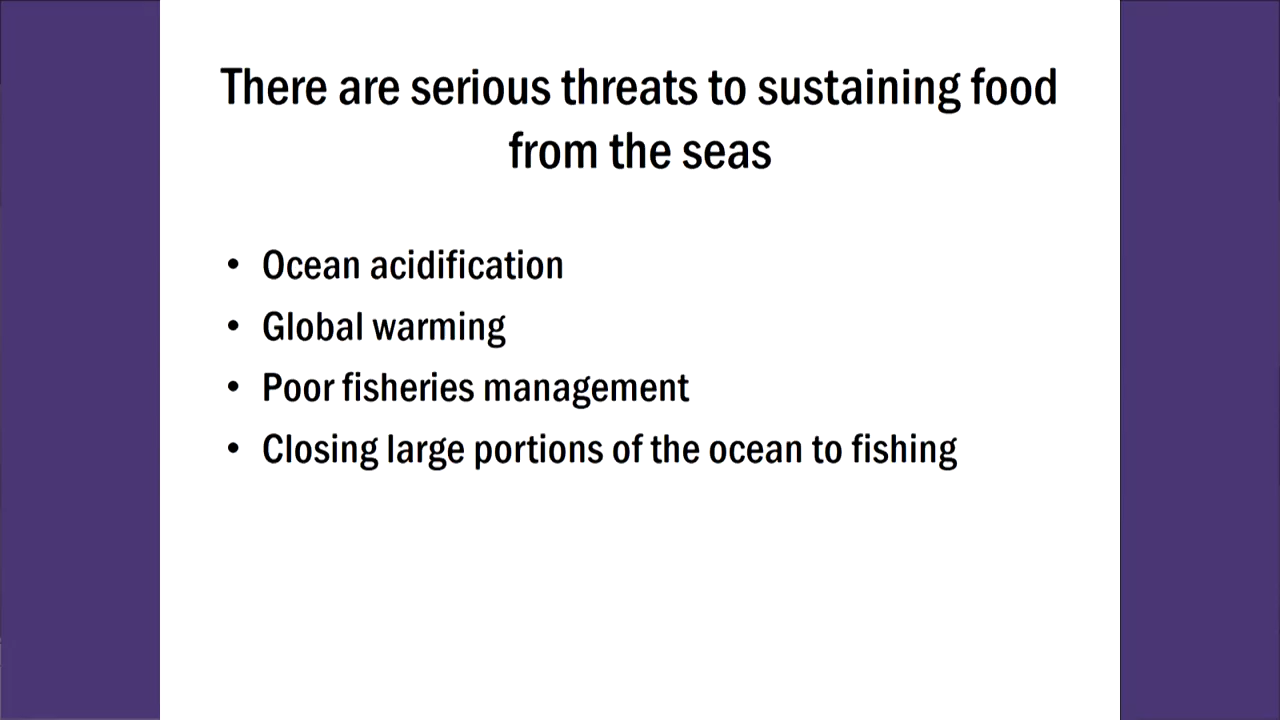 There are serious threats to sustaining food
from the seas
• Ocean acidification
• Global warming
• Poor fisheries management
• Closing large portions of the ocean to fishing